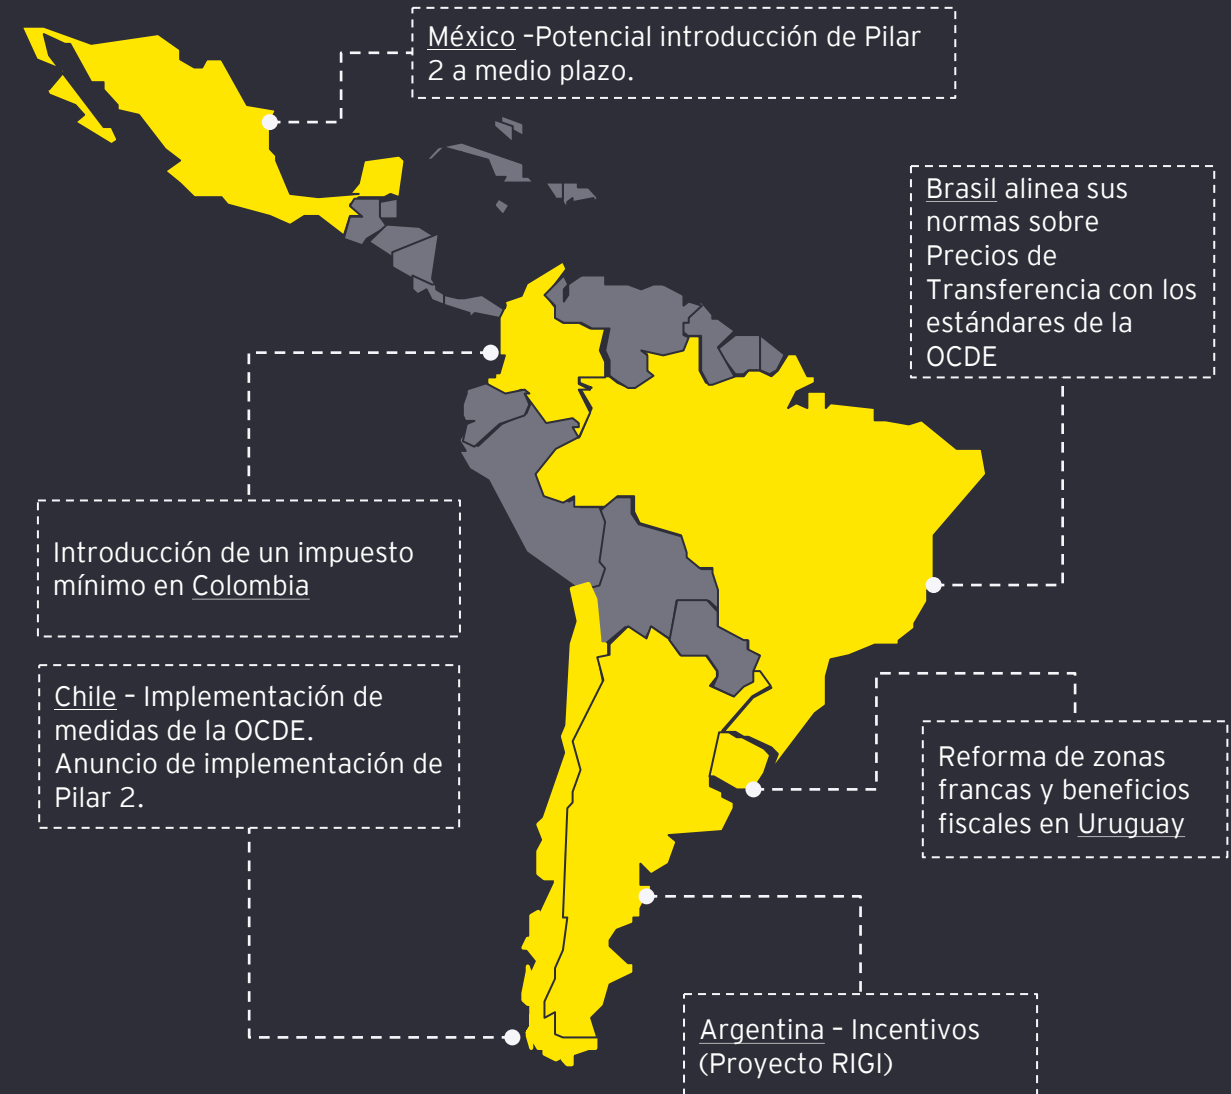 México –Potencial introducción de Pilar
2 a medio plazo.
Brasil alinea sus
normas sobre
Precios de
Transferencia con los
estándares de la
OCDE
Introducción de un impuesto
mínimo en Colombia
Chile – Implementación de
medidas de la OCDE.
Anuncio de implementación de
Pilar 2.
Reforma de zonas
francas y beneficios
fiscales en Uruguay
Argentina – Incentivos
(Proyecto RIGI)